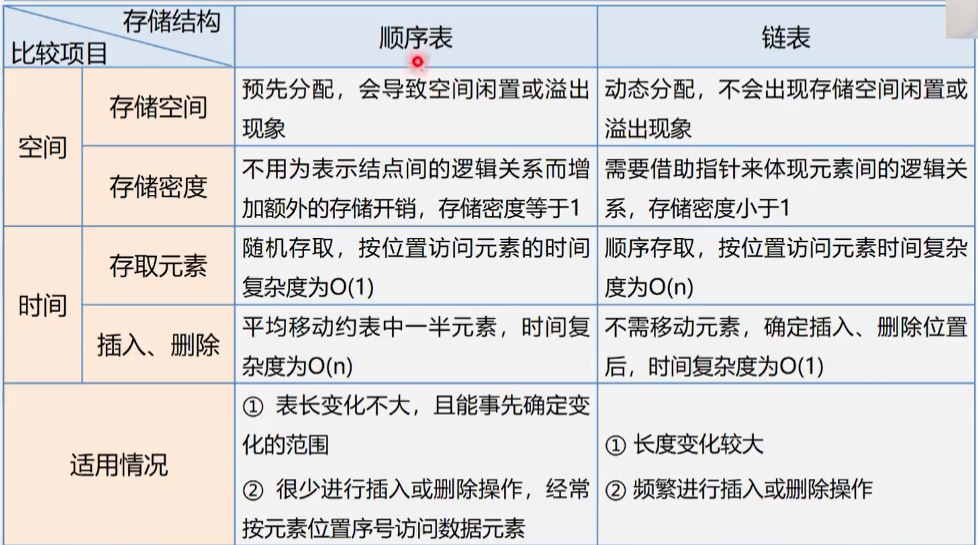 存储结构
比较项目
顺序表
链表
空间
存储空间
预先分配，会导致空间闲置或溢出
现象
动态分配，不会出现存储空间闲置或
溢出现象
存储密度
不用为表示结点间的逻辑关系而增
加额外的存储开销，存储密度等于1
需要借助指针来体现元素间的逻辑关
系，存储密度小于1
时间
存取元素
随机存取，按位置访问元素的时间
复杂度为O(1)
顺序存取，按位置访问元素时间复杂
度为O(n)
插入、删除
平均移动约表中一半元素，时间复
杂度为O(n)
不需移动元素，确定插入、删除位置
后，时间复杂度为O(1)
适用情况
① 表长变化不大，且能事先确定变
化的范围
② 很少进行插入或删除操作，经常
按元素位置序号访问数据元素
① 长度变化较大
② 频繁进行插入或删除操作